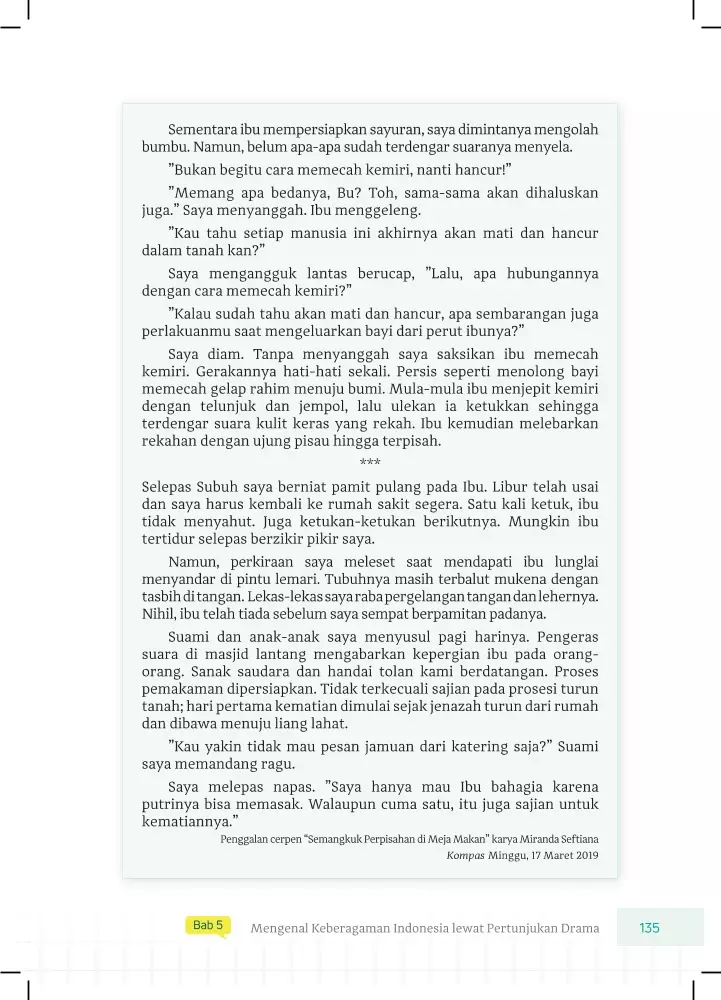 Sementara ibu mempersiapkan sayuran, saya dimintanya mengolah
bumbu. Namun, belum apa-apa sudah terdengar suaranya menyela.
”Bukan begitu cara memecah kemiri, nanti hancur!”
”Memang apa bedanya, Bu? Toh, sama-sama akan dihaluskan
juga.” Saya menyanggah. Ibu menggeleng.
”Kau tahu setiap manusia ini akhirnya akan mati dan hancur
dalam tanah kan?”
Saya mengangguk lantas berucap, ”Lalu, apa hubungannya
dengan cara memecah kemiri?”
”Kalau sudah tahu akan mati dan hancur, apa sembarangan juga
perlakuanmu saat mengeluarkan bayi dari perut ibunya?”
Saya diam. Tanpa menyanggah saya saksikan ibu memecah
kemiri. Gerakannya hati-hati sekali. Persis seperti menolong bayi
memecah gelap rahim menuju bumi. Mula-mula ibu menjepit kemiri
dengan telunjuk dan jempol, lalu ulekan ia ketukkan sehingga
terdengar suara kulit keras yang rekah. Ibu kemudian melebarkan
rekahan dengan ujung pisau hingga terpisah.
***
Selepas Subuh saya berniat pamit pulang pada Ibu. Libur telah usai
dan saya harus kembali ke rumah sakit segera. Satu kali ketuk, ibu
tidak menyahut. Juga ketukan-ketukan berikutnya. Mungkin ibu
tertidur selepas berzikir pikir saya.
Namun, perkiraan saya meleset saat mendapati ibu lunglai
menyandar di pintu lemari. Tubuhnya masih terbalut mukena dengan
tasbih di tangan. Lekas-lekas saya raba pergelangan tangan dan lehernya.
Nihil, ibu telah tiada sebelum saya sempat berpamitan padanya.
Suami dan anak-anak saya menyusul pagi harinya. Pengeras
suara di masjid lantang mengabarkan kepergian ibu pada orang-
orang. Sanak saudara dan handai tolan kami berdatangan. Proses
pemakaman dipersiapkan. Tidak terkecuali sajian pada prosesi turun
tanah; hari pertama kematian dimulai sejak jenazah turun dari rumah
dan dibawa menuju liang lahat.
”Kau yakin tidak mau pesan jamuan dari katering saja?” Suami
saya memandang ragu.
Saya melepas napas. ”Saya hanya mau Ibu bahagia karena
putrinya bisa memasak. Walaupun cuma satu, itu juga sajian untuk
kematiannya.”
Penggalan cerpen “Semangkuk Perpisahan di Meja Makan” karya Miranda Seftiana
Kompas Minggu, 17 Maret 2019
Bab 5 Mengenal Keberagaman Indonesia lewat Pertunjukan Drama 135